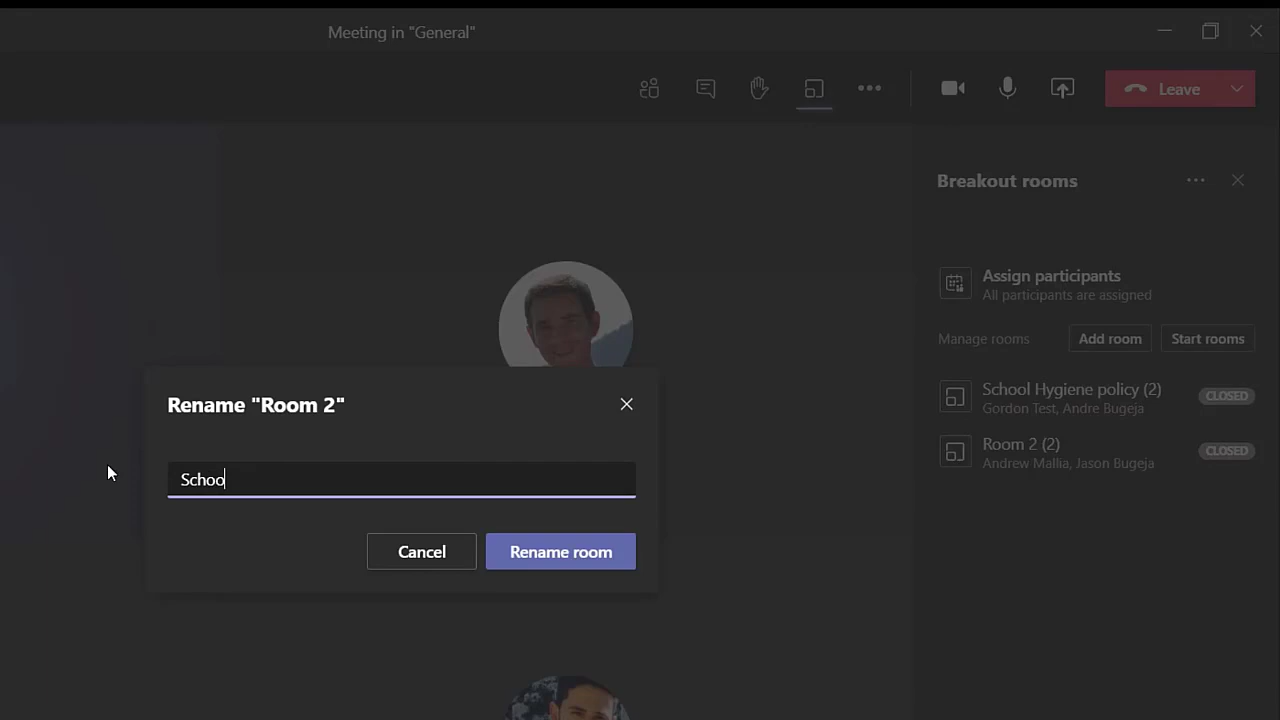 Meeting in "General"
Leave
Breakout rooms
Assign participants
All participants are assigned
Manage rooms
Add room
Start rooms
School Hygiene policy (2)
CLOSED
Gordon Test, Andre Bugeja
Room 2 (2)
CLOSED
Andrew Mallia, Jason Bugeja
Rename "Room 2"
Schoo
Cancel
Rename room